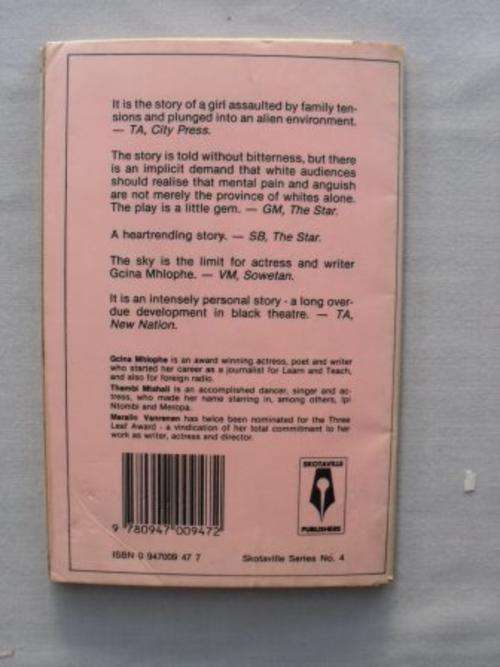 It is the story of a girl assaulted by family ten-
sions and plunged into an alien environment.
— TA, City Press.
The story is told without bitterness, but there
is an implicit demand that white audiences
should realise that mental pain and anguish
are not merely the province of whites alone.
The play is a little gem. — GM, The Star.
A heartrending story. — SB, The Star.
The sky is the limit for actress and writer
Gcina Mhlophe. — VM, Sowetan.
It is an intensely personal story - a long over-
due development in black theatre. — TA,
New Nation.
Gcina Mhlophe is an award winning actress, poet and writer
who started her career as a journalist for Learn and Teach,
and also for foreign radio.
Thembi Mtshali is an accomplished dancer, singer and ac-
tress, who made her name starring in, among others, Ipi
Ntombi and Meropa.
Maralin Vanrenen has twice been nominated for the Three
Leaf Award - a vindication of her total commitment to her
work as writer, actress and director.
SKOTAVILLE
PUBLISHERS
9 780947 009472
ISBN 0 947009 47 7
Skotaville Series No. 4